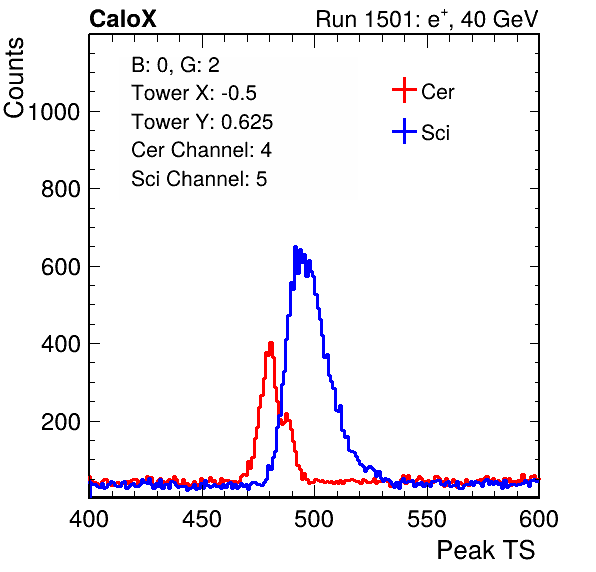 CaloX Run 1501: e⁺, 40 GeV
Counts
B: 0, G: 2
Tower X: -0.5
Tower Y: 0.625
Cer Channel: 4
Sci Channel: 5
Cer
Sci
1000
800
600
400
200
400 450 500 550 600
Peak TS